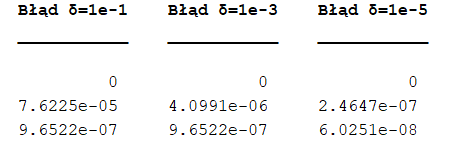 Błąd δ=1e-1 Błąd δ=1e-3 Błąd δ=1e-5
0 0 0
7.6225e-05 4.0991e-06 2.4647e-07
9.6522e-07 9.6522e-07 6.0251e-08